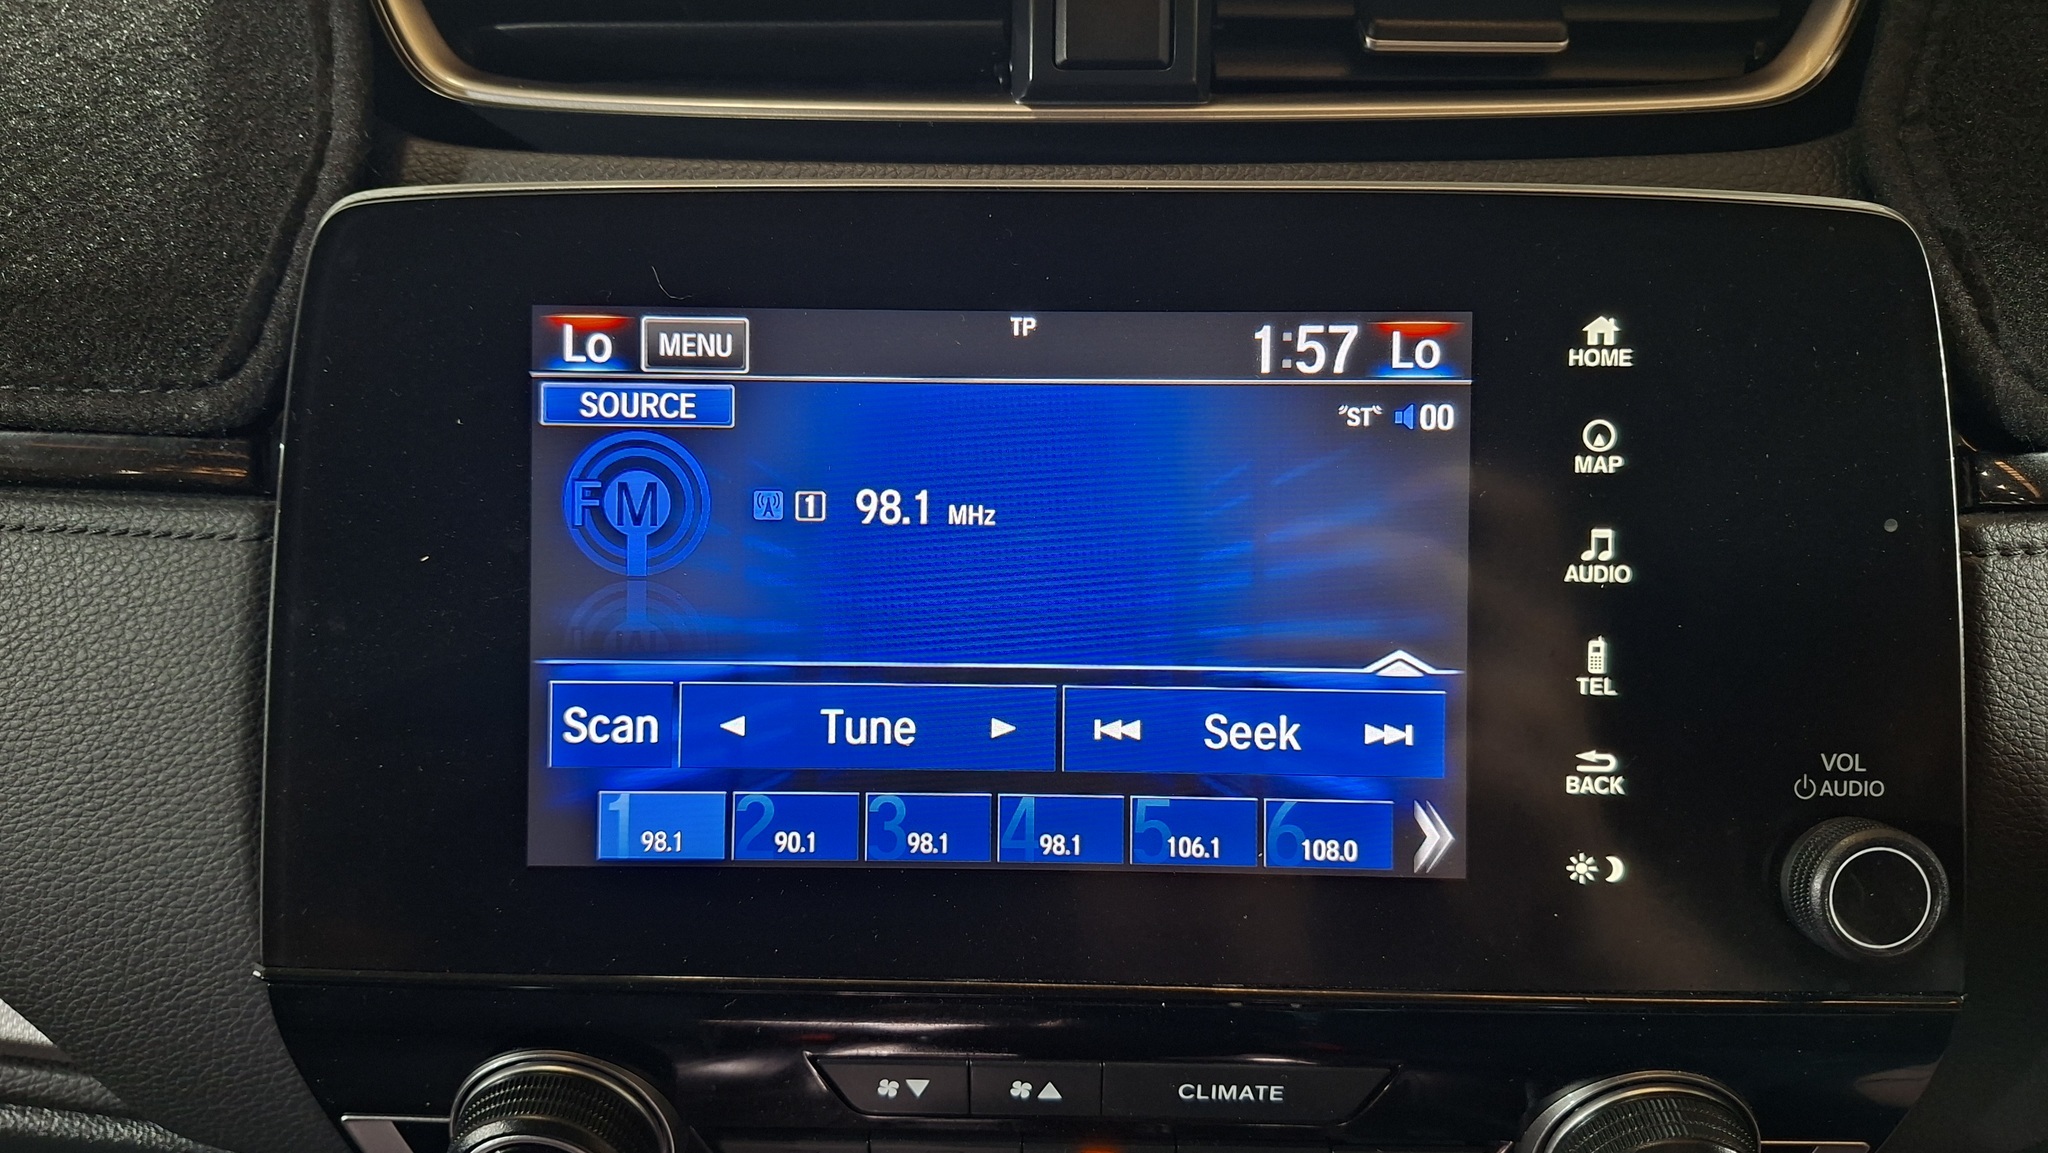 Lo MENU TP 1:57 Lo
SOURCE ST 00
FM 1 98.1 MHz
Scan Tune Seek
1 98.1 2 90.1 3 98.1 4 98.1 5 106.1 6 108.0
HOME
MAP
AUDIO
TEL
BACK
VOL
AUDIO
CLIMATE